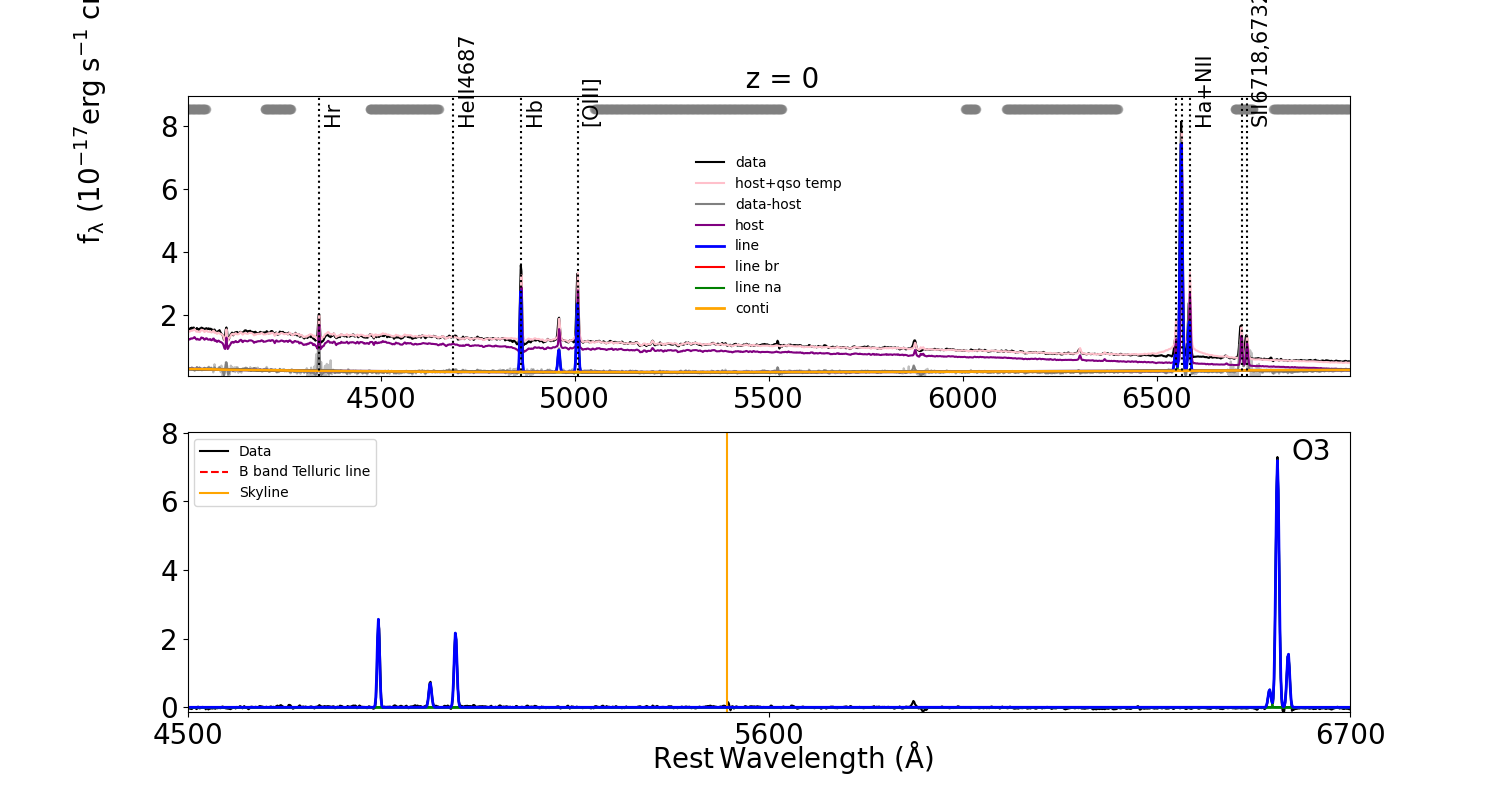 z = 0
f_λ (10^−17 erg s^−1
Hr
HeII4687
Hb
[OIII]
Ha+NII
SII6718,6732
8
6
4
2
data
host+qso temp
data-host
host
line
line br
line na
conti
4500 5000 5500 6000 6500
8
6
4
2
0
Data
B band Telluric line
Skyline
O3
4500 5600 6700
Rest Wavelength (Å)